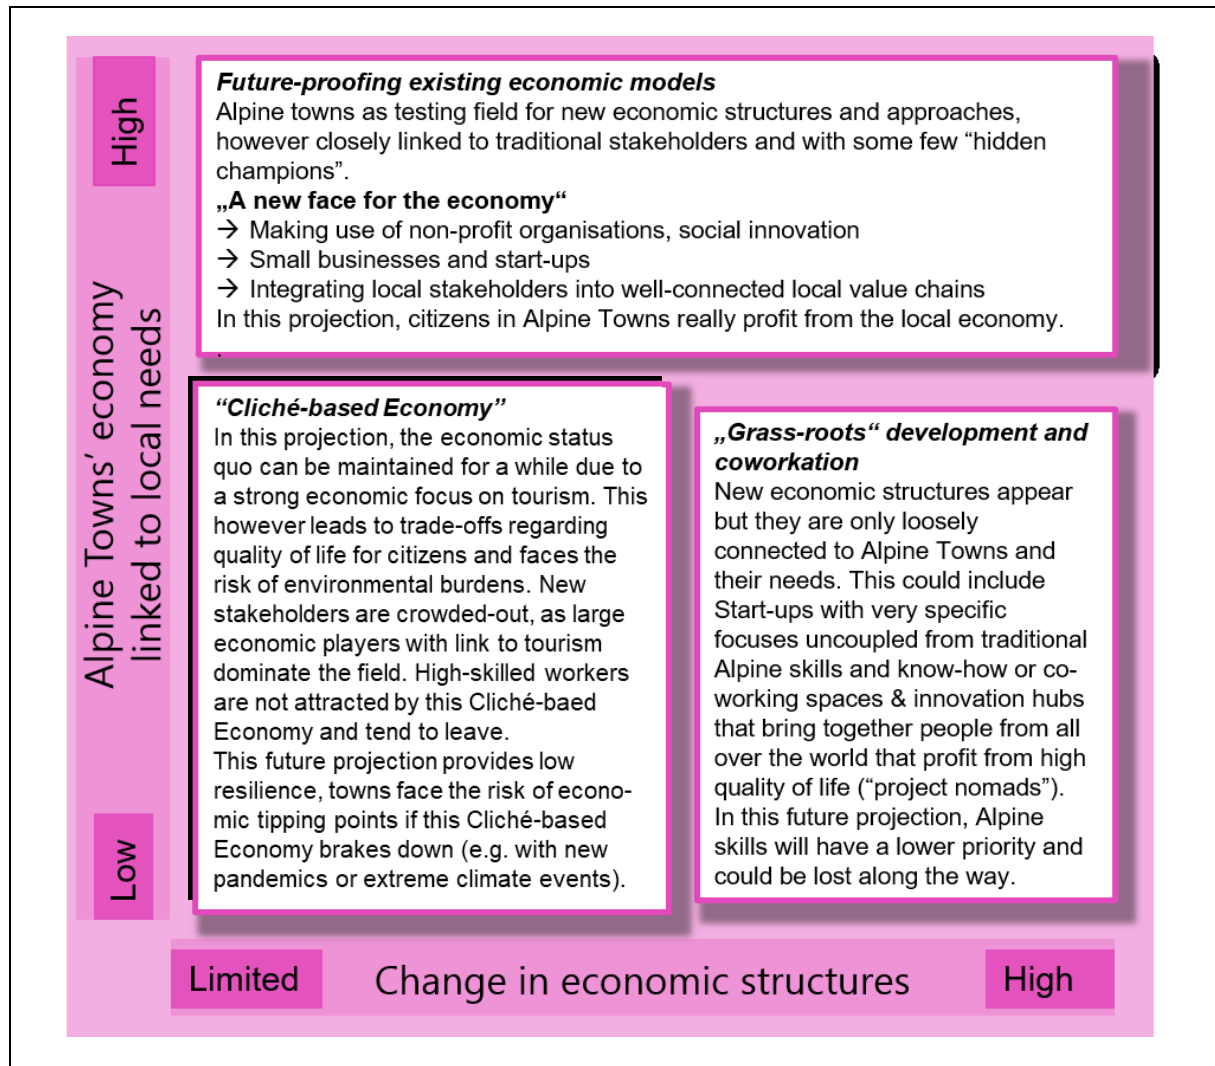 High
Alpine Towns’ economy
linked to local needs
Low
Future-proofing existing economic models
Alpine towns as testing field for new economic structures and approaches,
however closely linked to traditional stakeholders and with some few “hidden
champions”.
„A new face for the economy“
→ Making use of non-profit organisations, social innovation
→ Small businesses and start-ups
→ Integrating local stakeholders into well-connected local value chains
In this projection, citizens in Alpine Towns really profit from the local economy.
.
“Cliché-based Economy”
In this projection, the economic status
quo can be maintained for a while due to
a strong economic focus on tourism. This
however leads to trade-offs regarding
quality of life for citizens and faces the
risk of environmental burdens. New
stakeholders are crowded-out, as large
economic players with link to tourism
dominate the field. High-skilled workers
are not attracted by this Cliché-baed
Economy and tend to leave.
This future projection provides low
resilience, towns face the risk of econo-
mic tipping points if this Cliché-based
Economy brakes down (e.g. with new
pandemics or extreme climate events).
„Grass-roots“ development and
coworkation
New economic structures appear
but they are only loosely
connected to Alpine Towns and
their needs. This could include
Start-ups with very specific
focuses uncoupled from traditional
Alpine skills and know-how or co-
working spaces & innovation hubs
that bring together people from all
over the world that profit from high
quality of life (“project nomads”).
In this future projection, Alpine
skills will have a lower priority and
could be lost along the way.
Limited
Change in economic structures
High